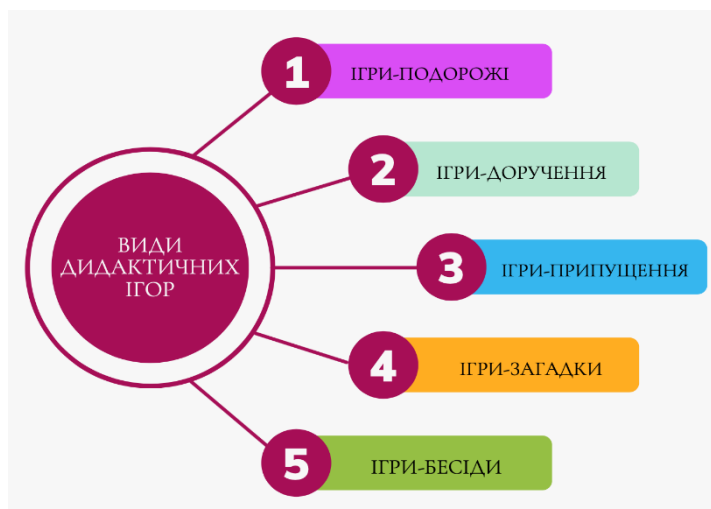 ВИДИ
ДИДАКТИЧНИХ
ІГОР
1 ІГРИ-ПОДОРОЖІ
2 ІГРИ-ДОРУЧЕННЯ
3 ІГРИ-ПРИПУЩЕННЯ
4 ІГРИ-ЗАГАДКИ
5 ІГРИ-БЕСІДИ